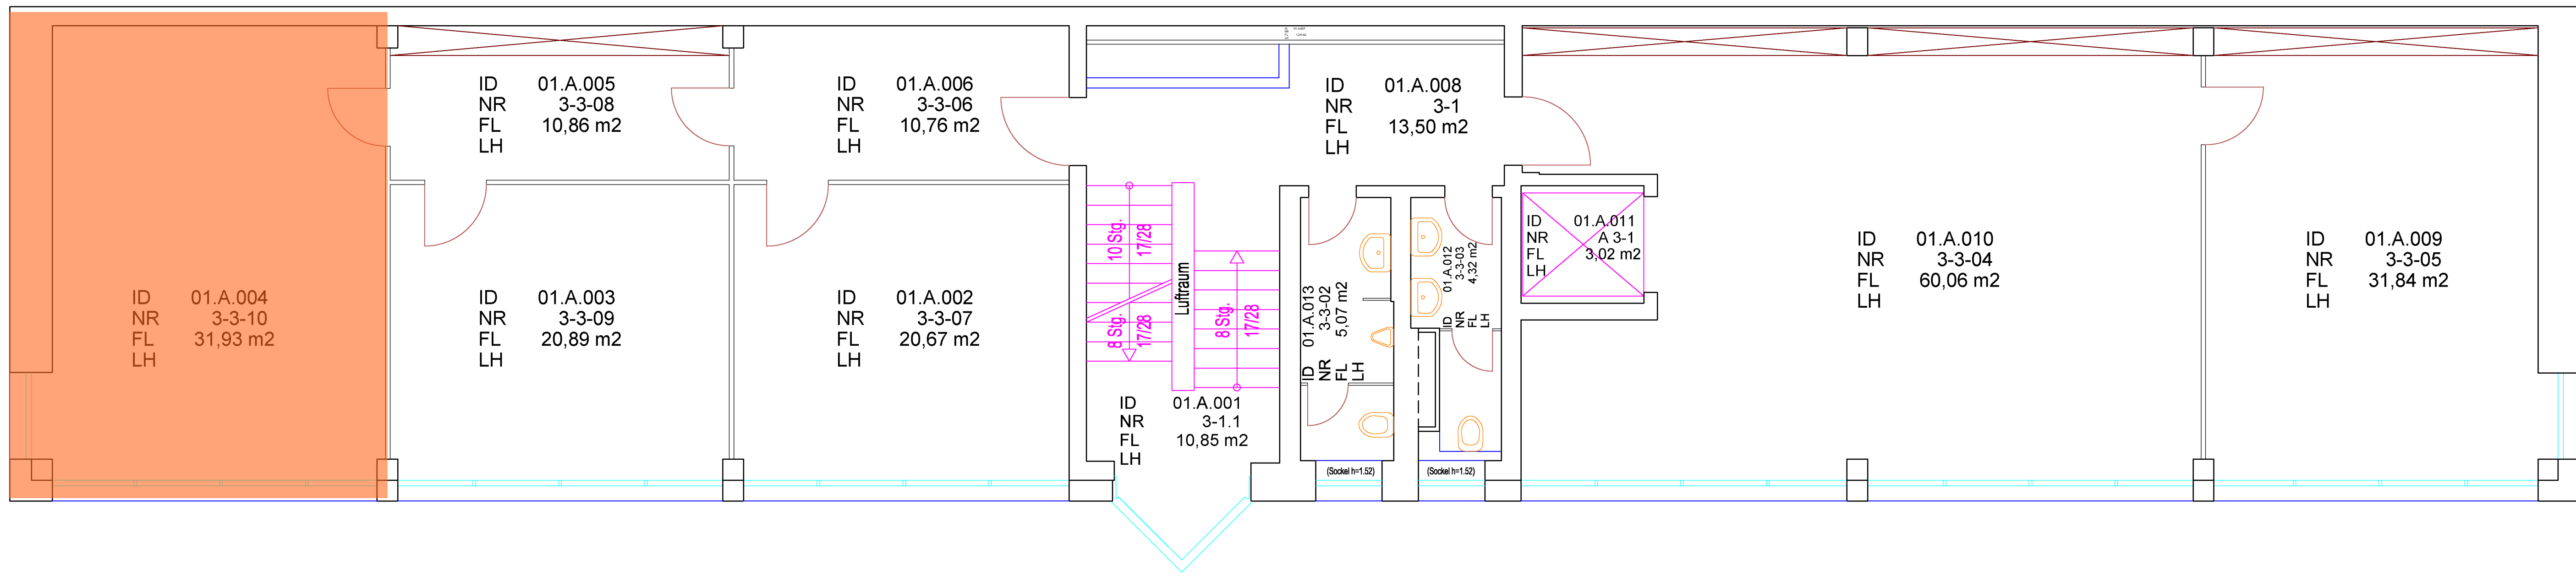 ID 01.A.005
NR 3-3-08
FL 10,86 m2
LH
ID 01.A.006
NR 3-3-06
FL 10,76 m2
LH
ID 01.A.008
NR 3-1
FL 13,50 m2
LH
ID 01.A.004
NR 3-3-10
FL 31,93 m2
LH
ID 01.A.003
NR 3-3-09
FL 20,89 m2
LH
ID 01.A.002
NR 3-3-07
FL 20,67 m2
LH
10 Stg.
17/28
8 Stg.
17/28
Luftraum
8 Stg.
17/28
ID 01.A.001
NR 3-1.1
FL 10,85 m2
LH
ID 01.A.013
NR 3-3-02
FL 5,07 m2
LH
ID 01.A.012
NR 3-3-03
FL 4,32 m2
LH
(Sockel h=1.52)
(Sockel h=1.52)
ID 01.A.011
NR A 3-1
FL 3,02 m2
LH
ID 01.A.010
NR 3-3-04
FL 60,06 m2
LH
ID 01.A.009
NR 3-3-05
FL 31,84 m2
LH